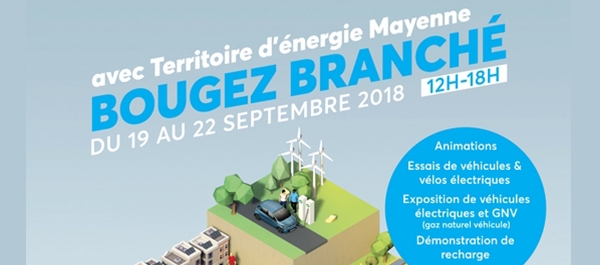 avec Territoire d'énergie Mayenne
BOUGEZ BRANCHÉ
DU 19 AU 22 SEPTEMBRE 2018 12H-18H
Animations
Essais de véhicules &
vélos électriques
Exposition de véhicules
électriques et GNV
(gaz naturel véhicule)
Démonstration de
recharge